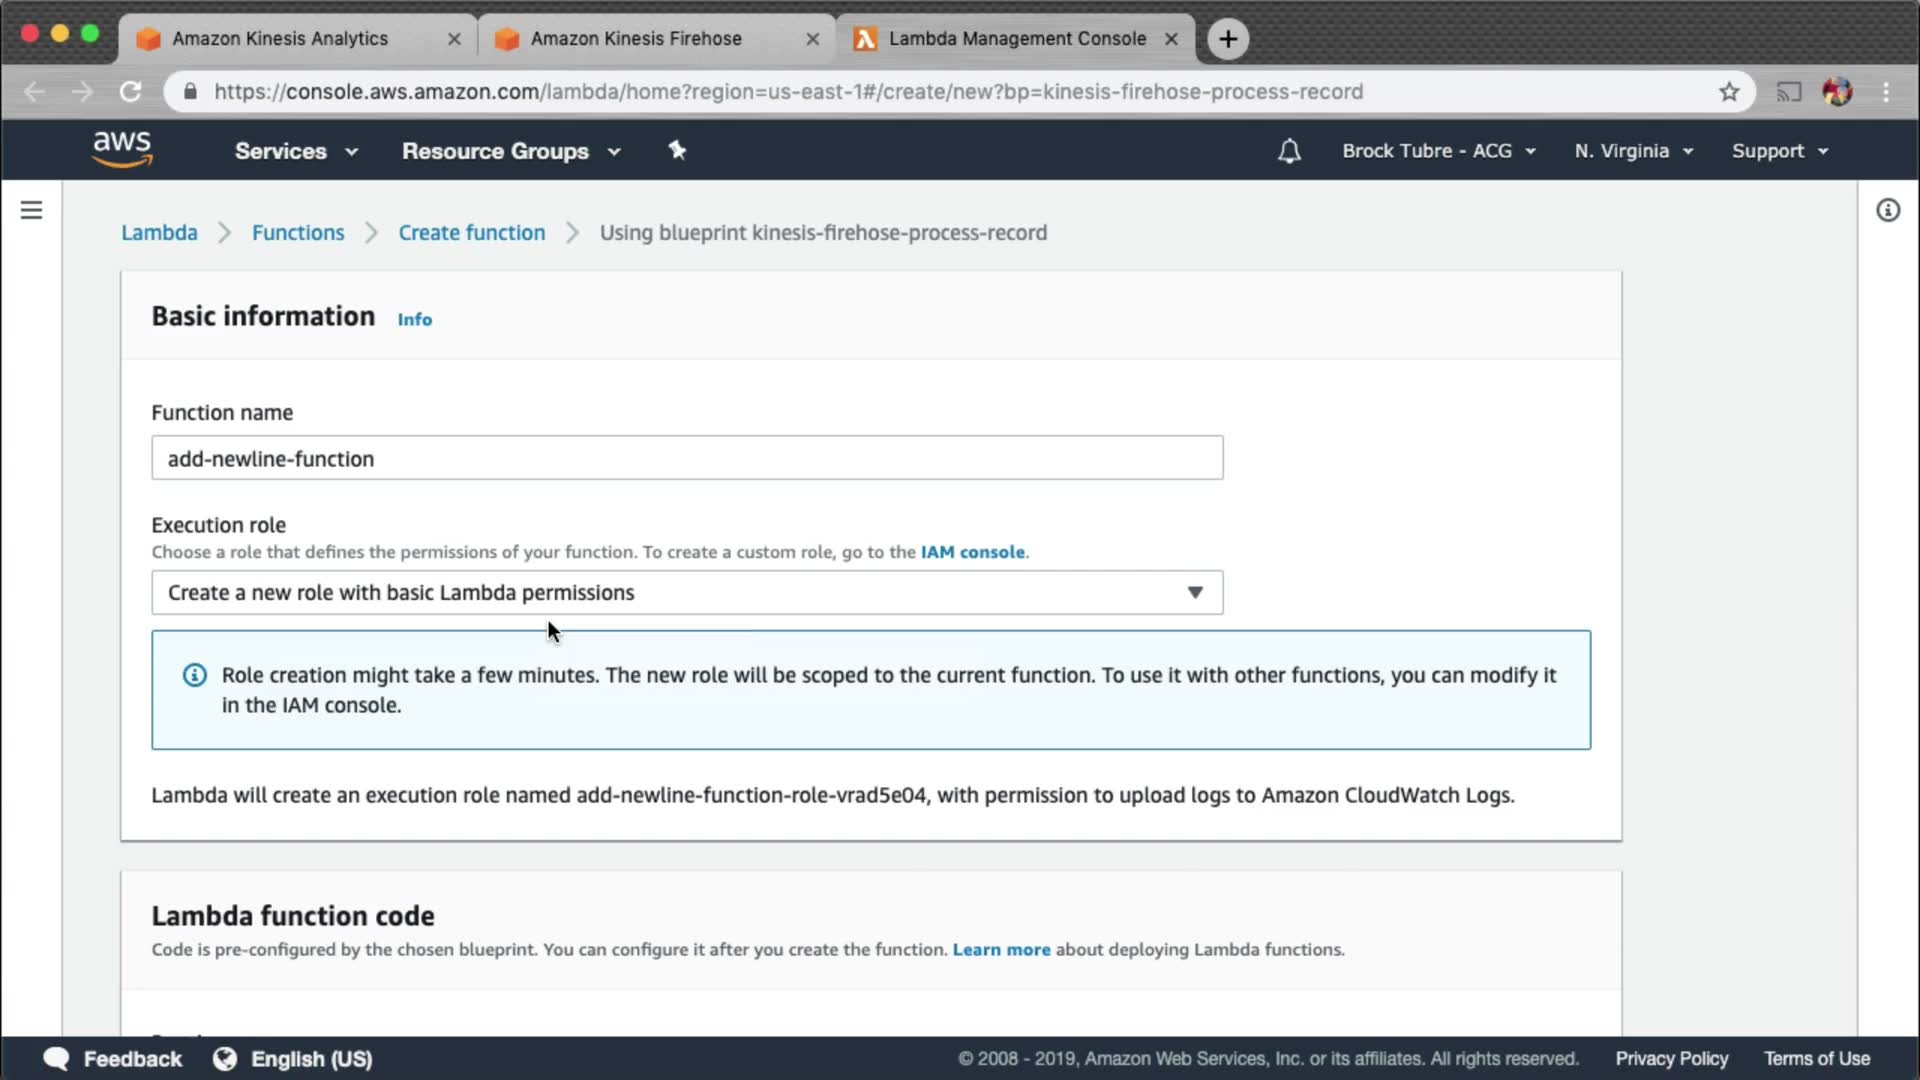 Amazon Kinesis Analytics
Amazon Kinesis Firehose
Lambda Management Console
https://console.aws.amazon.com/lambda/home?region=us-east-1#/create/new?bp=kinesis-firehose-process-record
aws
Services
Resource Groups
Brock Tubre - ACG
N. Virginia
Support
Lambda
Functions
Create function
Using blueprint kinesis-firehose-process-record
Basic information Info
Function name
add-newline-function
Execution role
Choose a role that defines the permissions of your function. To create a custom role, go to the IAM console.
Create a new role with basic Lambda permissions
Role creation might take a few minutes. The new role will be scoped to the current function. To use it with other functions, you can modify it
in the IAM console.
Lambda will create an execution role named add-newline-function-role-vrad5e04, with permission to upload logs to Amazon CloudWatch Logs.
Lambda function code
Code is pre-configured by the chosen blueprint. You can configure it after you create the function. Learn more about deploying Lambda functions.
Feedback
English (US)
© 2008 - 2019, Amazon Web Services, Inc. or its affiliates. All rights reserved.
Privacy Policy
Terms of Use